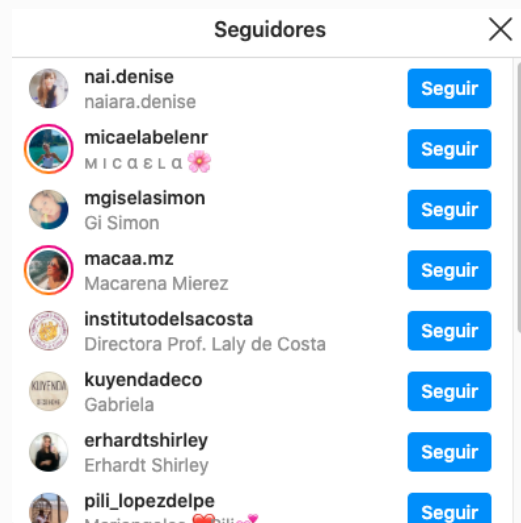 Seguidores
nai.denise
naiara.denise
Seguir
micaelabelenr
м ι c α ε ʟ α 🌸
Seguir
mgiselasimon
Gi Simon
Seguir
macaa.mz
Macarena Mierez
Seguir
institutodelsacosta
Directora Prof. Laly de Costa
Seguir
kuyendadeco
Gabriela
Seguir
KUYENDA
erhardtshirley
Erhardt Shirley
Seguir
pili_lopezdelpe
Seguir